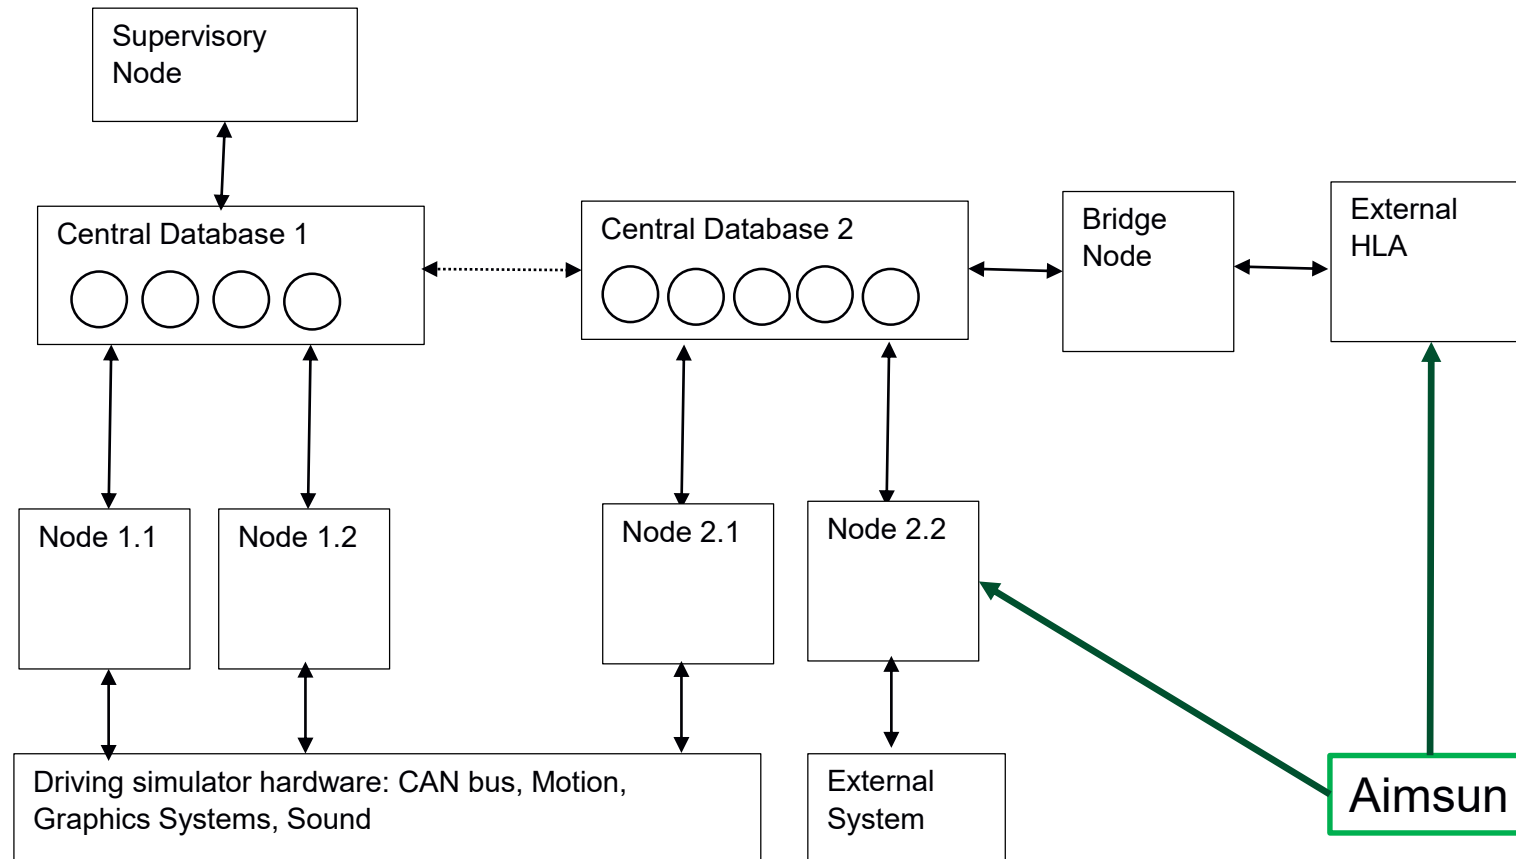 Supervisory
Node
Central Database 1
Central Database 2
Bridge
Node
External
HLA
Node 1.1
Node 1.2
Node 2.1
Node 2.2
Driving simulator hardware: CAN bus, Motion,
Graphics Systems, Sound
External
System
Aimsun